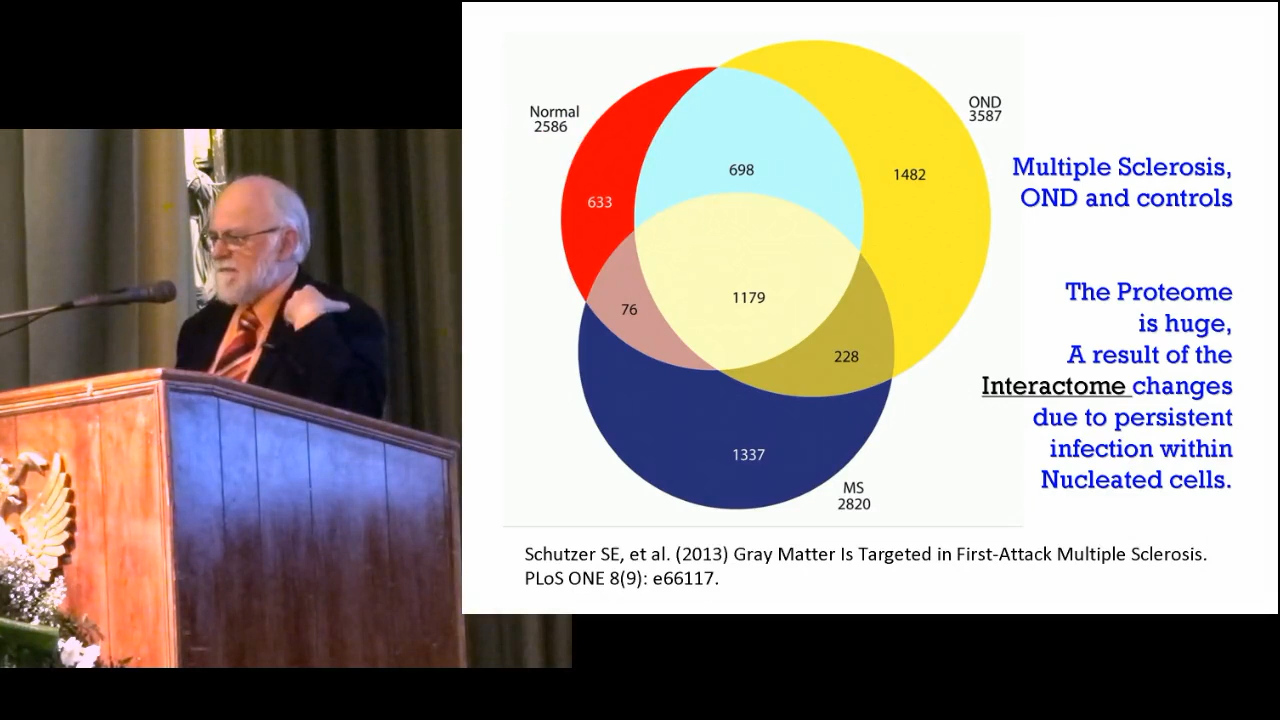 Normal
2586
OND
3587
698
1482
633
1179
76
228
1337
MS
2820
Multiple Sclerosis,
OND and controls
The Proteome
is huge,
A result of the
Interactome changes
due to persistent
infection within
Nucleated cells.
Schutzer SE, et al. (2013) Gray Matter Is Targeted in First-Attack Multiple Sclerosis.
PLoS ONE 8(9): e66117.